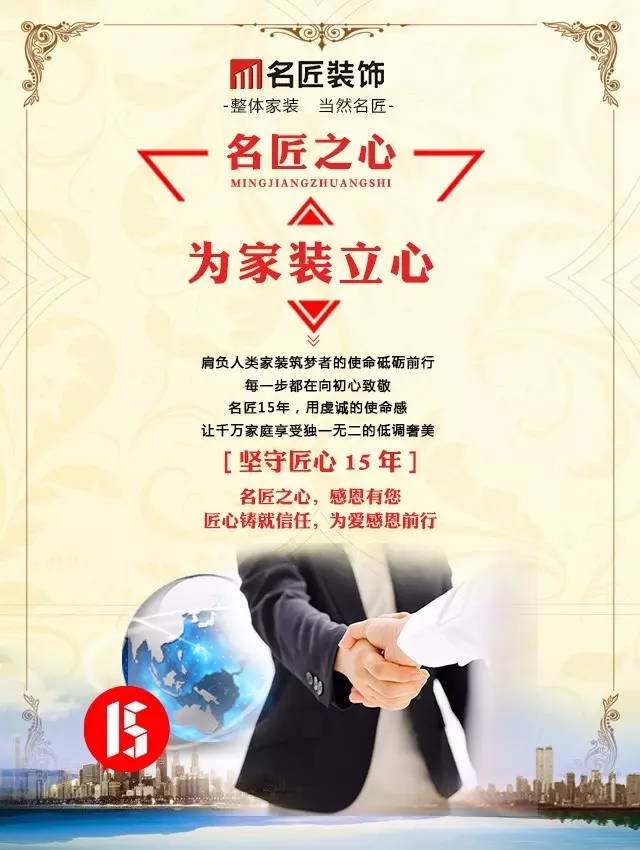 名匠装饰
-整体家装 当然名匠-
名匠之心
MINGJIANGZHUANGSHI
为家装立心
肩负人类家装筑梦者的使命砥砺前行
每一步都在向初心致敬
名匠15年，用虔诚的使命感
让千万家庭享受独一无二的低调奢美
[ 坚守匠心 15 年 ]
名匠之心，感恩有您
匠心铸就信任，为爱感恩前行
15